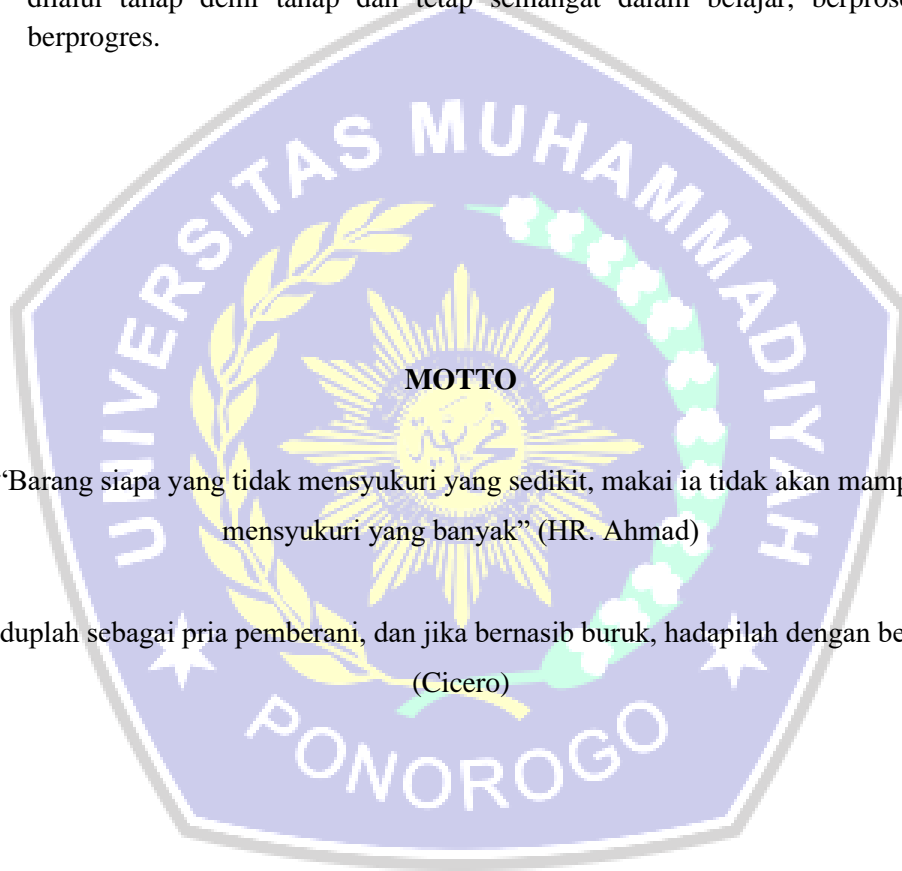 tahap demi tahap dan tetap semangat dalam belajar,
berprogres.
UNIVERSITAS MUHAMMADIYAH
MOTTO
“Barang siapa yang tidak mensyukuri yang sedikit, makai ia tidak akan mamp
mensyukuri yang banyak” (HR. Ahmad)
duplah sebagai pria pemberani, dan jika bernasib buruk, hadapilah dengan be
(Cicero)
PONOROGO